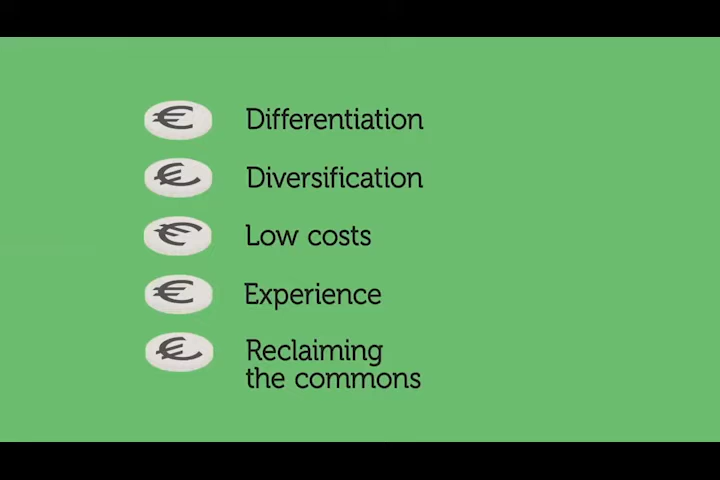 € Differentiation
€ Diversification
€ Low costs
€ Experience
€ Reclaiming
the commons